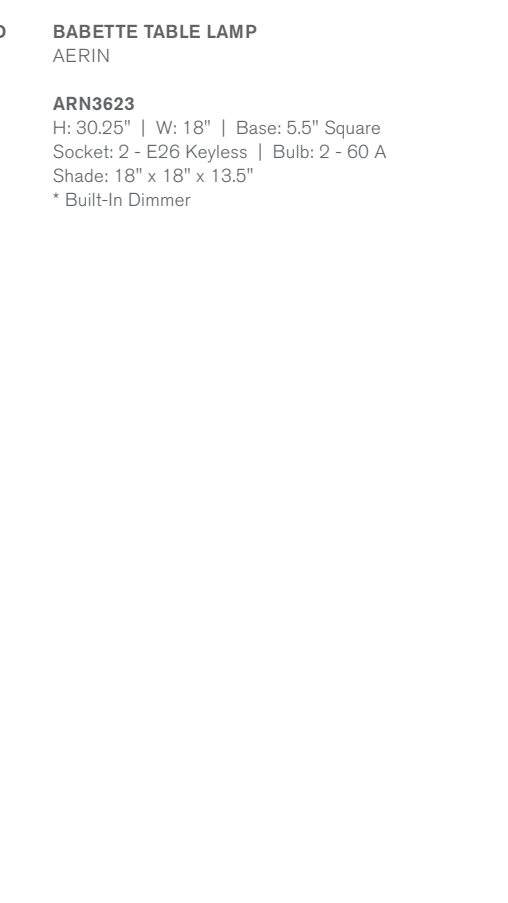 BABETTE TABLE LAMP
AERIN
ARN3623
H: 30.25" | W: 18" | Base: 5.5" Square
Socket: 2 - E26 Keyless | Bulb: 2 - 60 A
Shade: 18" x 18" x 13.5"
* Built-In Dimmer